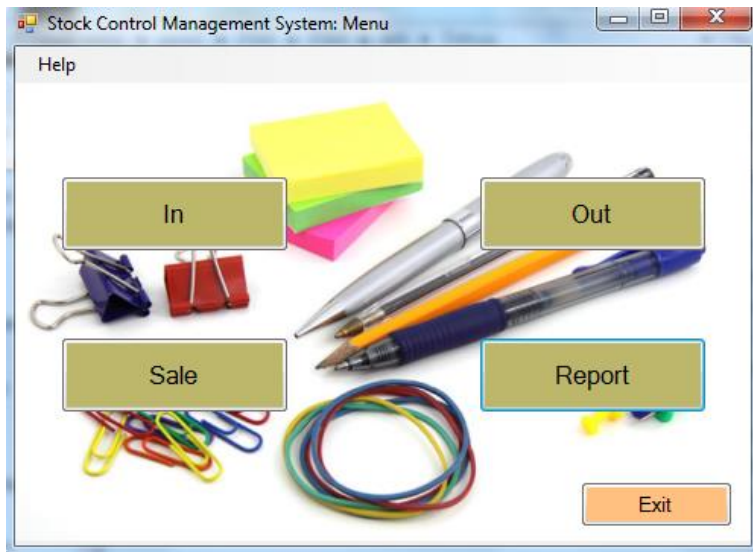 Stock Control Management System: Menu
Help
In
Out
Sale
Report
Exit